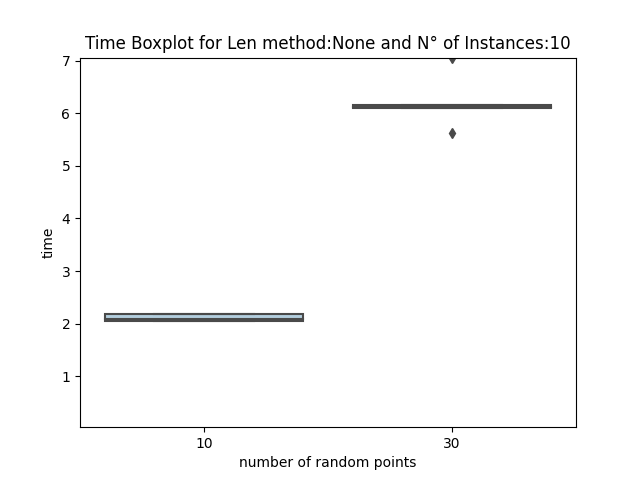 Time Boxplot for Len method:None and N° of Instances:10
7
6
5
4
3
2
1
time
10 30
number of random points